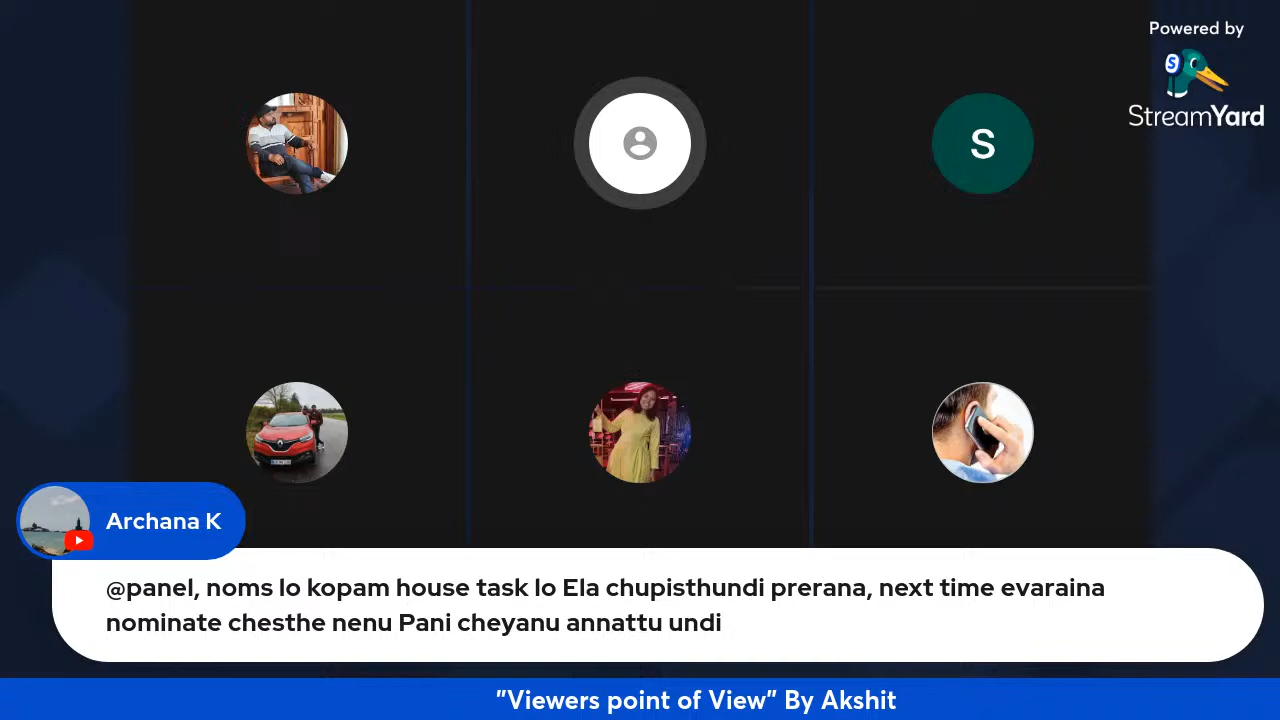 Powered by
StreamYard
S
S
Archana K
@panel, noms lo kopam house task lo Ela chupisthundi prerana, next time evaraina
nominate chesthe nenu Pani cheyanu annattu undi
"Viewers point of View" By Akshit